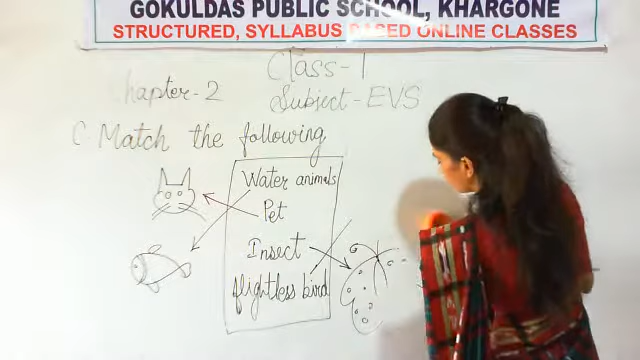 GOKULDAS PUBLIC SCHOOL, KHARGONE
STRUCTURED, SYLLABUS BASED ONLINE CLASSES
Class-1
Chapter-2
Subject-EVS
C Match the following
Water animals
Pet
Insect
flightless bird